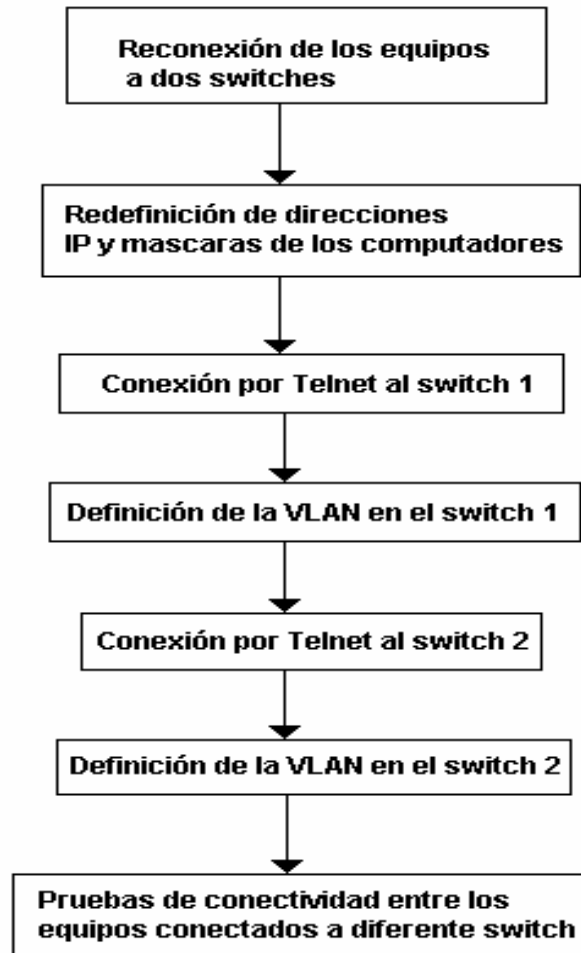 Reconexión de los equipos
a dos switches
Redefinición de direcciones
IP y mascaras de los computadores
Conexión por Telnet al switch 1
Definición de la VLAN en el switch 1
Conexión por Telnet al switch 2
Definición de la VLAN en el switch 2
Pruebas de conectividad entre los
equipos conectados a diferente switch